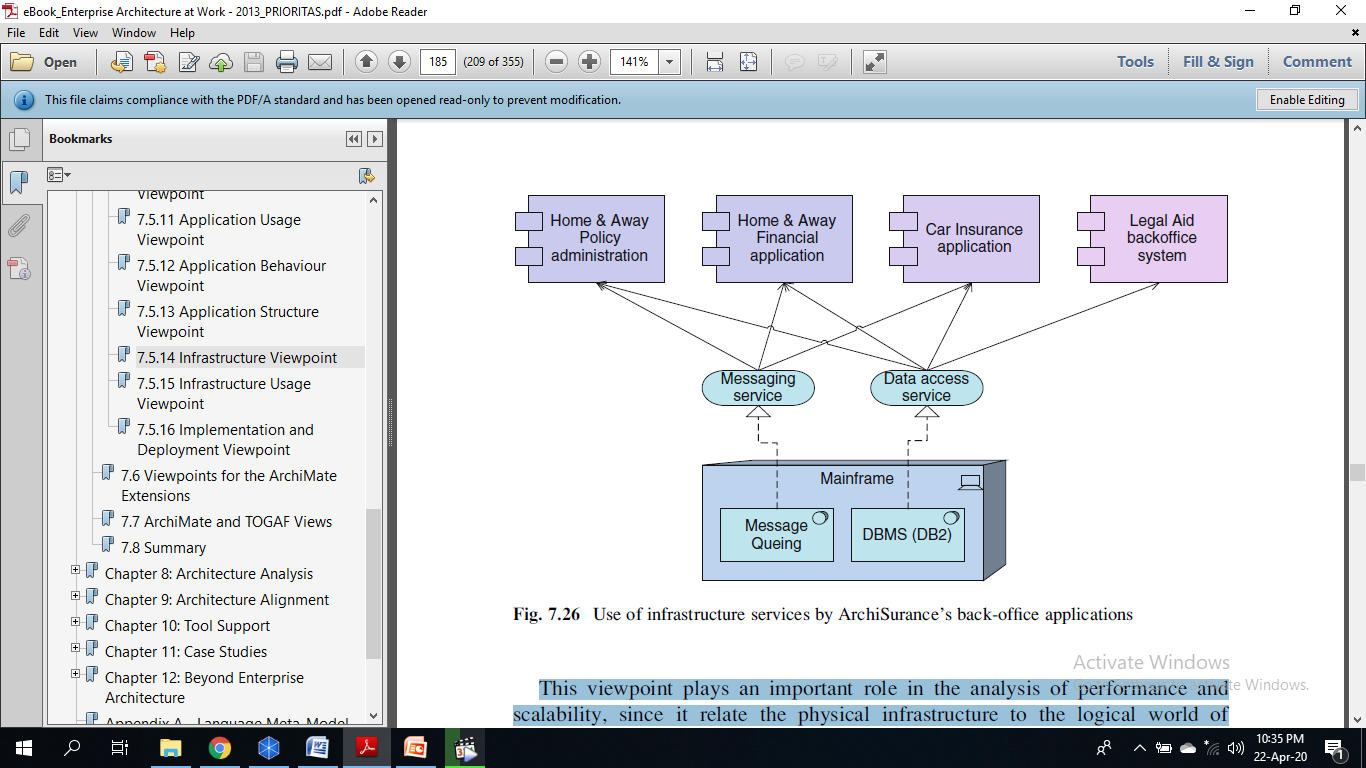 eBook_Enterprise Architecture at Work - 2013_PRIORITAS.pdf - Adobe Reader
File Edit View Window Help
Open 185 (209 of 355) 141% Tools Fill & Sign Comment
This file claims compliance with the PDF/A standard and has been opened read-only to prevent modification. Enable Editing
Bookmarks
Viewpoint
7.5.11 Application Usage
Viewpoint
7.5.12 Application Behaviour
Viewpoint
7.5.13 Application Structure
Viewpoint
7.5.14 Infrastructure Viewpoint
7.5.15 Infrastructure Usage
Viewpoint
7.5.16 Implementation and
Deployment Viewpoint
7.6 Viewpoints for the ArchiMate
Extensions
7.7 ArchiMate and TOGAF Views
7.8 Summary
Chapter 8: Architecture Analysis
Chapter 9: Architecture Alignment
Chapter 10: Tool Support
Chapter 11: Case Studies
Chapter 12: Beyond Enterprise
Architecture
Appendix A - Language Meta-Model
Home & Away
Policy
administration
Home & Away
Financial
application
Car Insurance
application
Legal Aid
backoffice
system
Messaging
service
Data access
service
Mainframe
Message
Queing
DBMS (DB2)
Fig. 7.26 Use of infrastructure services by ArchiSurance's back-office applications
Activate Windows
te Windows.
This viewpoint plays an important role in the analysis of performance and
scalability, since it relate the physical infrastructure to the logical world of
10:35 PM
22-Apr-20
1